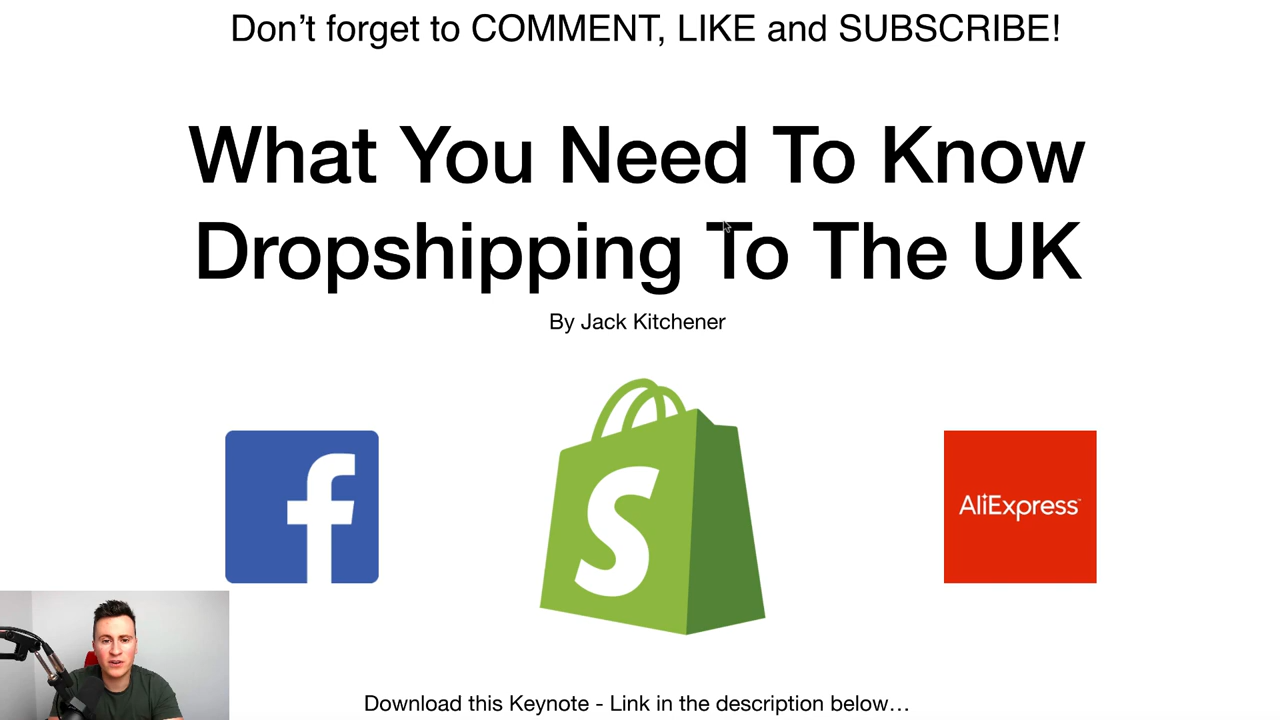 Don’t forget to COMMENT, LIKE and SUBSCRIBE!
What You Need To Know
Dropshipping To The UK
By Jack Kitchener
f
S
AliExpress™
Download this Keynote - Link in the description below…